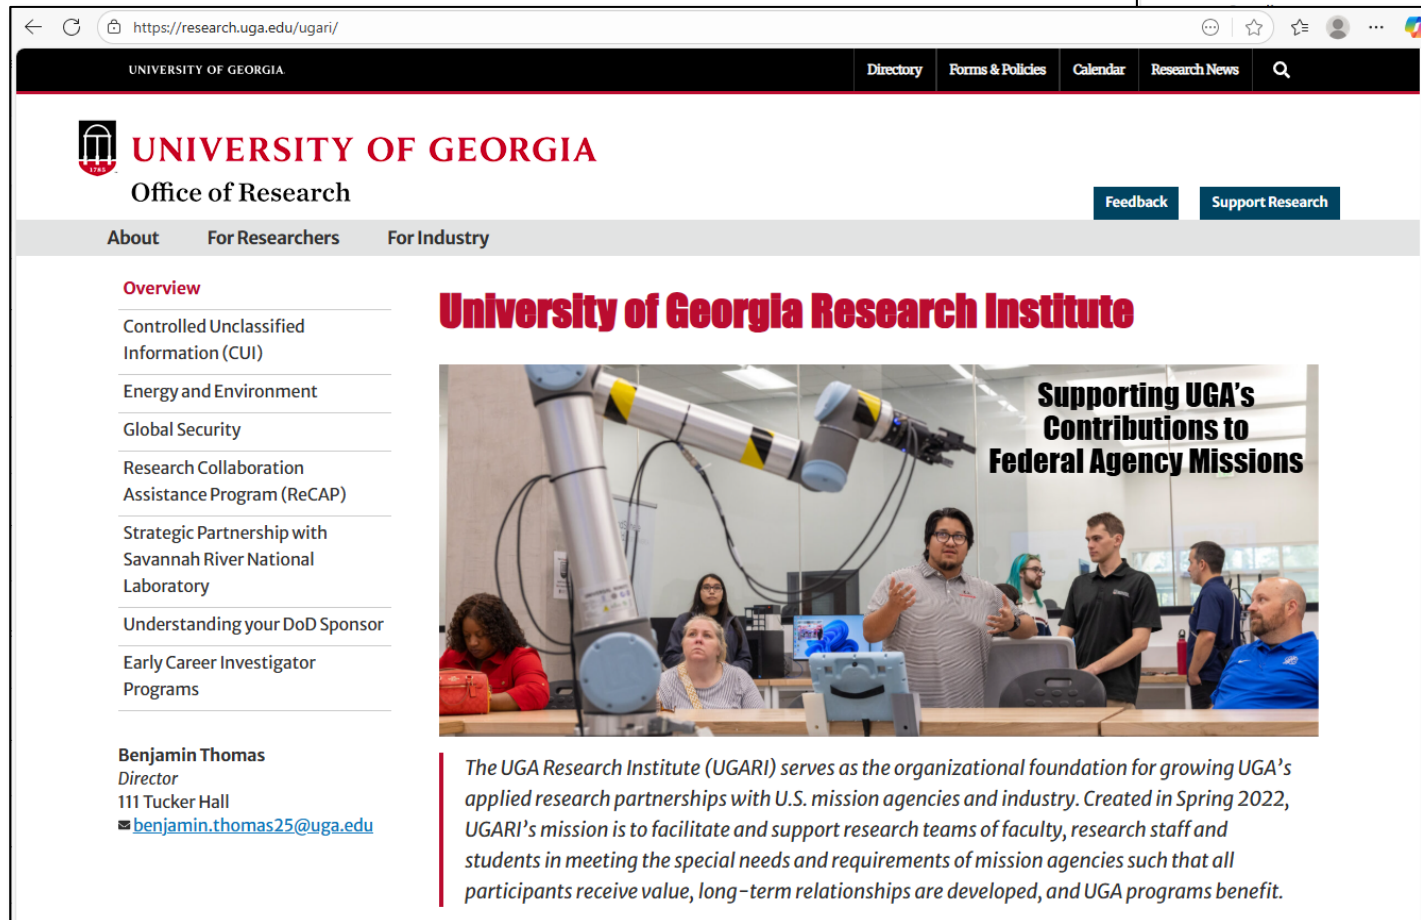 https://research.uga.edu/ugari/
UNIVERSITY OF GEORGIA
Directory
Forms & Policies
Calendar
Research News
1785
UNIVERSITY OF GEORGIA
Office of Research
Feedback
Support Research
About
For Researchers
For Industry
Overview
Controlled Unclassified
Information (CUI)
Energy and Environment
Global Security
Research Collaboration
Assistance Program (ReCAP)
Strategic Partnership with
Savannah River National
Laboratory
Understanding your DoD Sponsor
Early Career Investigator
Programs
Benjamin Thomas
Director
111 Tucker Hall
benjamin.thomas25@uga.edu
University of Georgia Research Institute
Supporting UGA's
Contributions to
Federal Agency Missions
The UGA Research Institute (UGARI) serves as the organizational foundation for growing UGA's
applied research partnerships with U.S. mission agencies and industry. Created in Spring 2022,
UGARI's mission is to facilitate and support research teams of faculty, research staff and
students in meeting the special needs and requirements of mission agencies such that all
participants receive value, long-term relationships are developed, and UGA programs benefit.